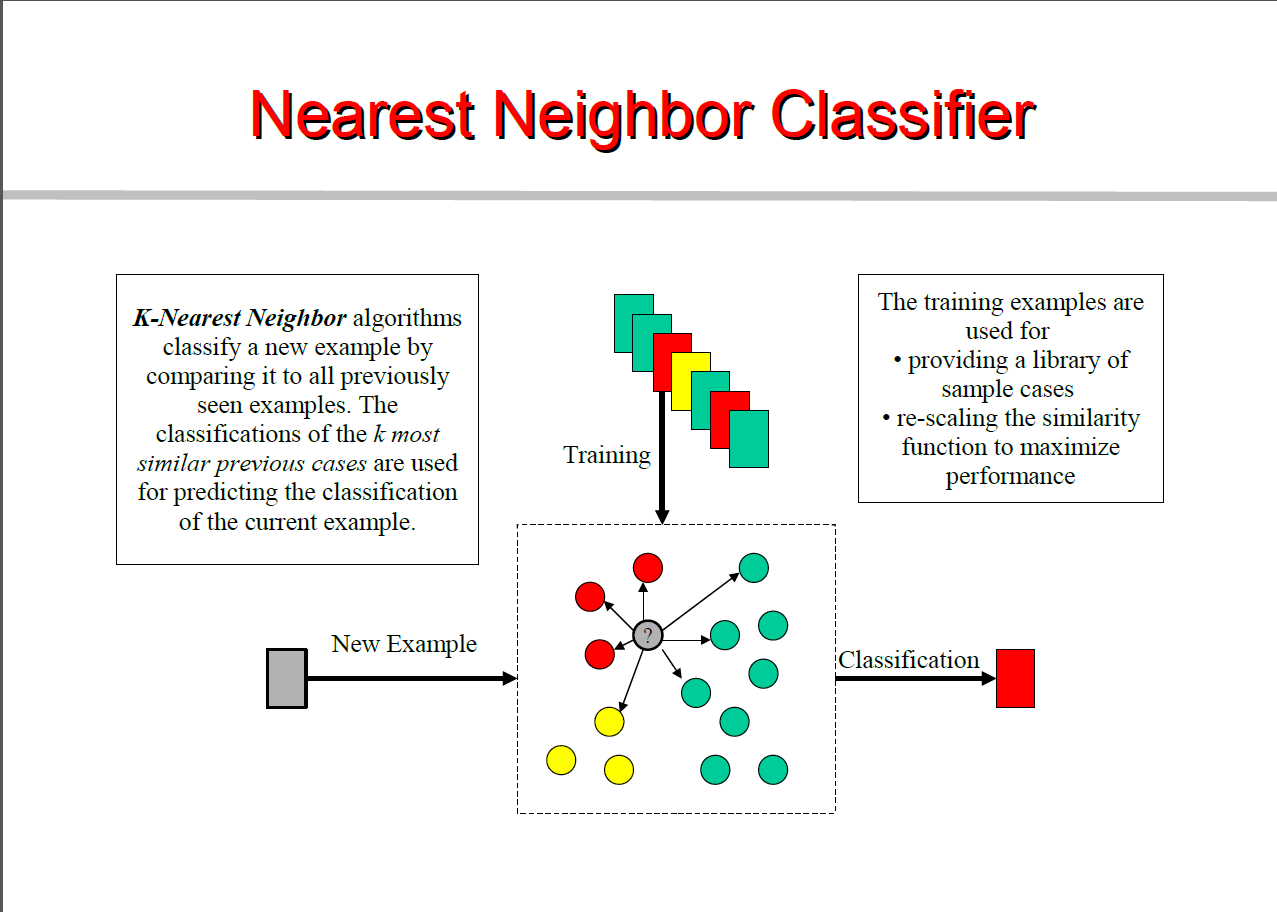 Nearest Neighbor Classifier
K-Nearest Neighbor algorithms
classify a new example by
comparing it to all previously
seen examples. The
classifications of the k most
similar previous cases are used
for predicting the classification
of the current example.
The training examples are
used for
• providing a library of
sample cases
• re-scaling the similarity
function to maximize
performance
Training
?
New Example
Classification